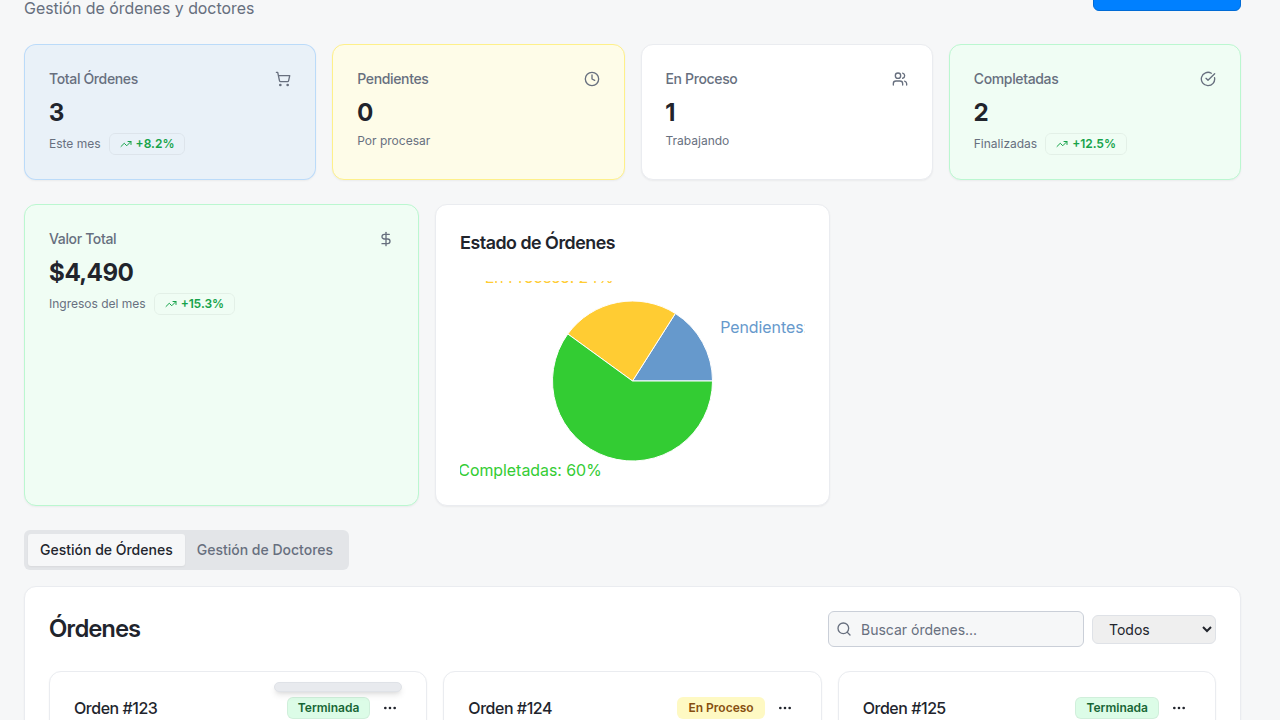 Gestión de órdenes y doctores
Total Órdenes
3
Este mes +8.2%
Pendientes
0
Por procesar
En Proceso
1
Trabajando
Completadas
2
Finalizadas +12.5%
Valor Total
$4,490
Ingresos del mes +15.3%
Estado de Órdenes
Pendientes
Completadas: 60%
Gestión de Órdenes
Gestión de Doctores
Órdenes
Buscar órdenes...
Todos
Orden #123
Terminada
Orden #124
En Proceso
Orden #125
Terminada